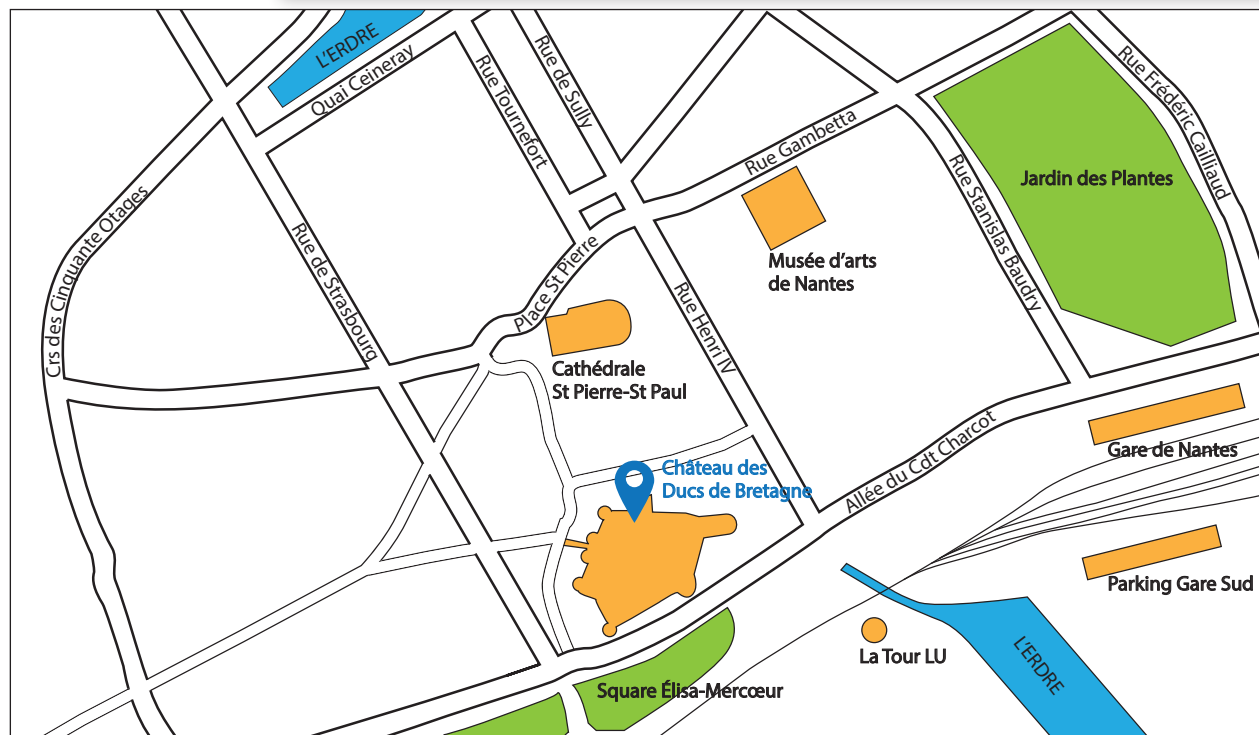 L'ERDRE
Quai Ceineray
Rue Tournefort
Rue de Sully
Rue Frédéric Cailliaud
Rue Gambetta
Jardin des Plantes
Rue Stanislas Baudry
Crs des Cinquante Otages
Rue de Strasbourg
Place St Pierre
Musée d'arts
de Nantes
Rue Henri IV
Cathédrale
St Pierre-St Paul
Château des
Ducs de Bretagne
Allée du Cdt Charcot
Gare de Nantes
Parking Gare Sud
La Tour LU
L'ERDRE
Square Élisa-Mercœur